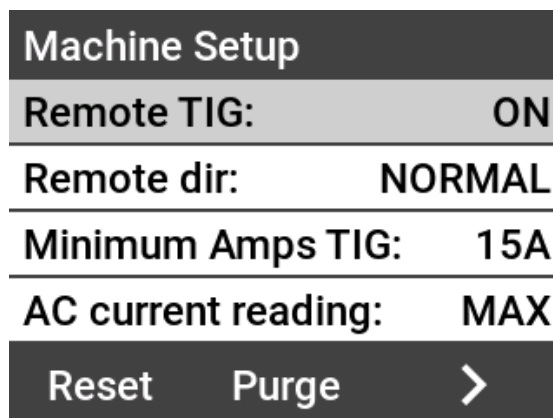 Machine Setup
Remote TIG: ON
Remote dir: NORMAL
Minimum Amps TIG: 15A
AC current reading: MAX
Reset Purge >